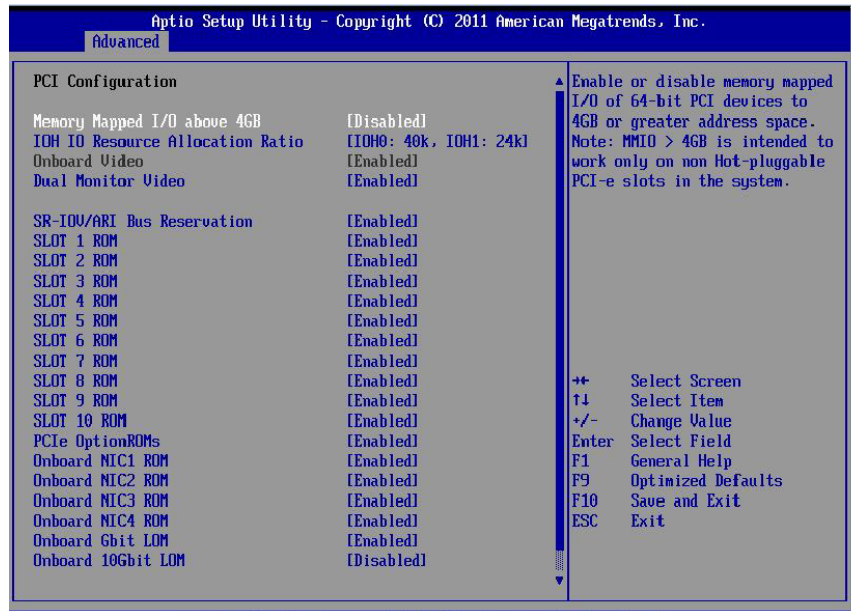 Aptio Setup Utility - Copyright (C) 2011 American Megatrends, Inc.
Advanced
PCI Configuration
Memory Mapped I/O above 4GB [Disabled]
IOH IO Resource Allocation Ratio [IOH0: 40k, IOH1: 24k]
Onboard Video [Enabled]
Dual Monitor Video [Enabled]
SR-IOV/ARI Bus Reservation [Enabled]
SLOT 1 ROM [Enabled]
SLOT 2 ROM [Enabled]
SLOT 3 ROM [Enabled]
SLOT 4 ROM [Enabled]
SLOT 5 ROM [Enabled]
SLOT 6 ROM [Enabled]
SLOT 7 ROM [Enabled]
SLOT 8 ROM [Enabled]
SLOT 9 ROM [Enabled]
SLOT 10 ROM [Enabled]
PCIe OptionROMs [Enabled]
Onboard NIC1 ROM [Enabled]
Onboard NIC2 ROM [Enabled]
Onboard NIC3 ROM [Enabled]
Onboard NIC4 ROM [Enabled]
Onboard Gbit LOM [Enabled]
Onboard 10Gbit LOM [Disabled]
Enable or disable memory mapped
I/O of 64-bit PCI devices to
4GB or greater address space.
Note: MMIO > 4GB is intended to
work only on non Hot-pluggable
PCI-e slots in the system.
→← Select Screen
↑↓ Select Item
+/- Change Value
Enter Select Field
F1 General Help
F9 Optimized Defaults
F10 Save and Exit
ESC Exit